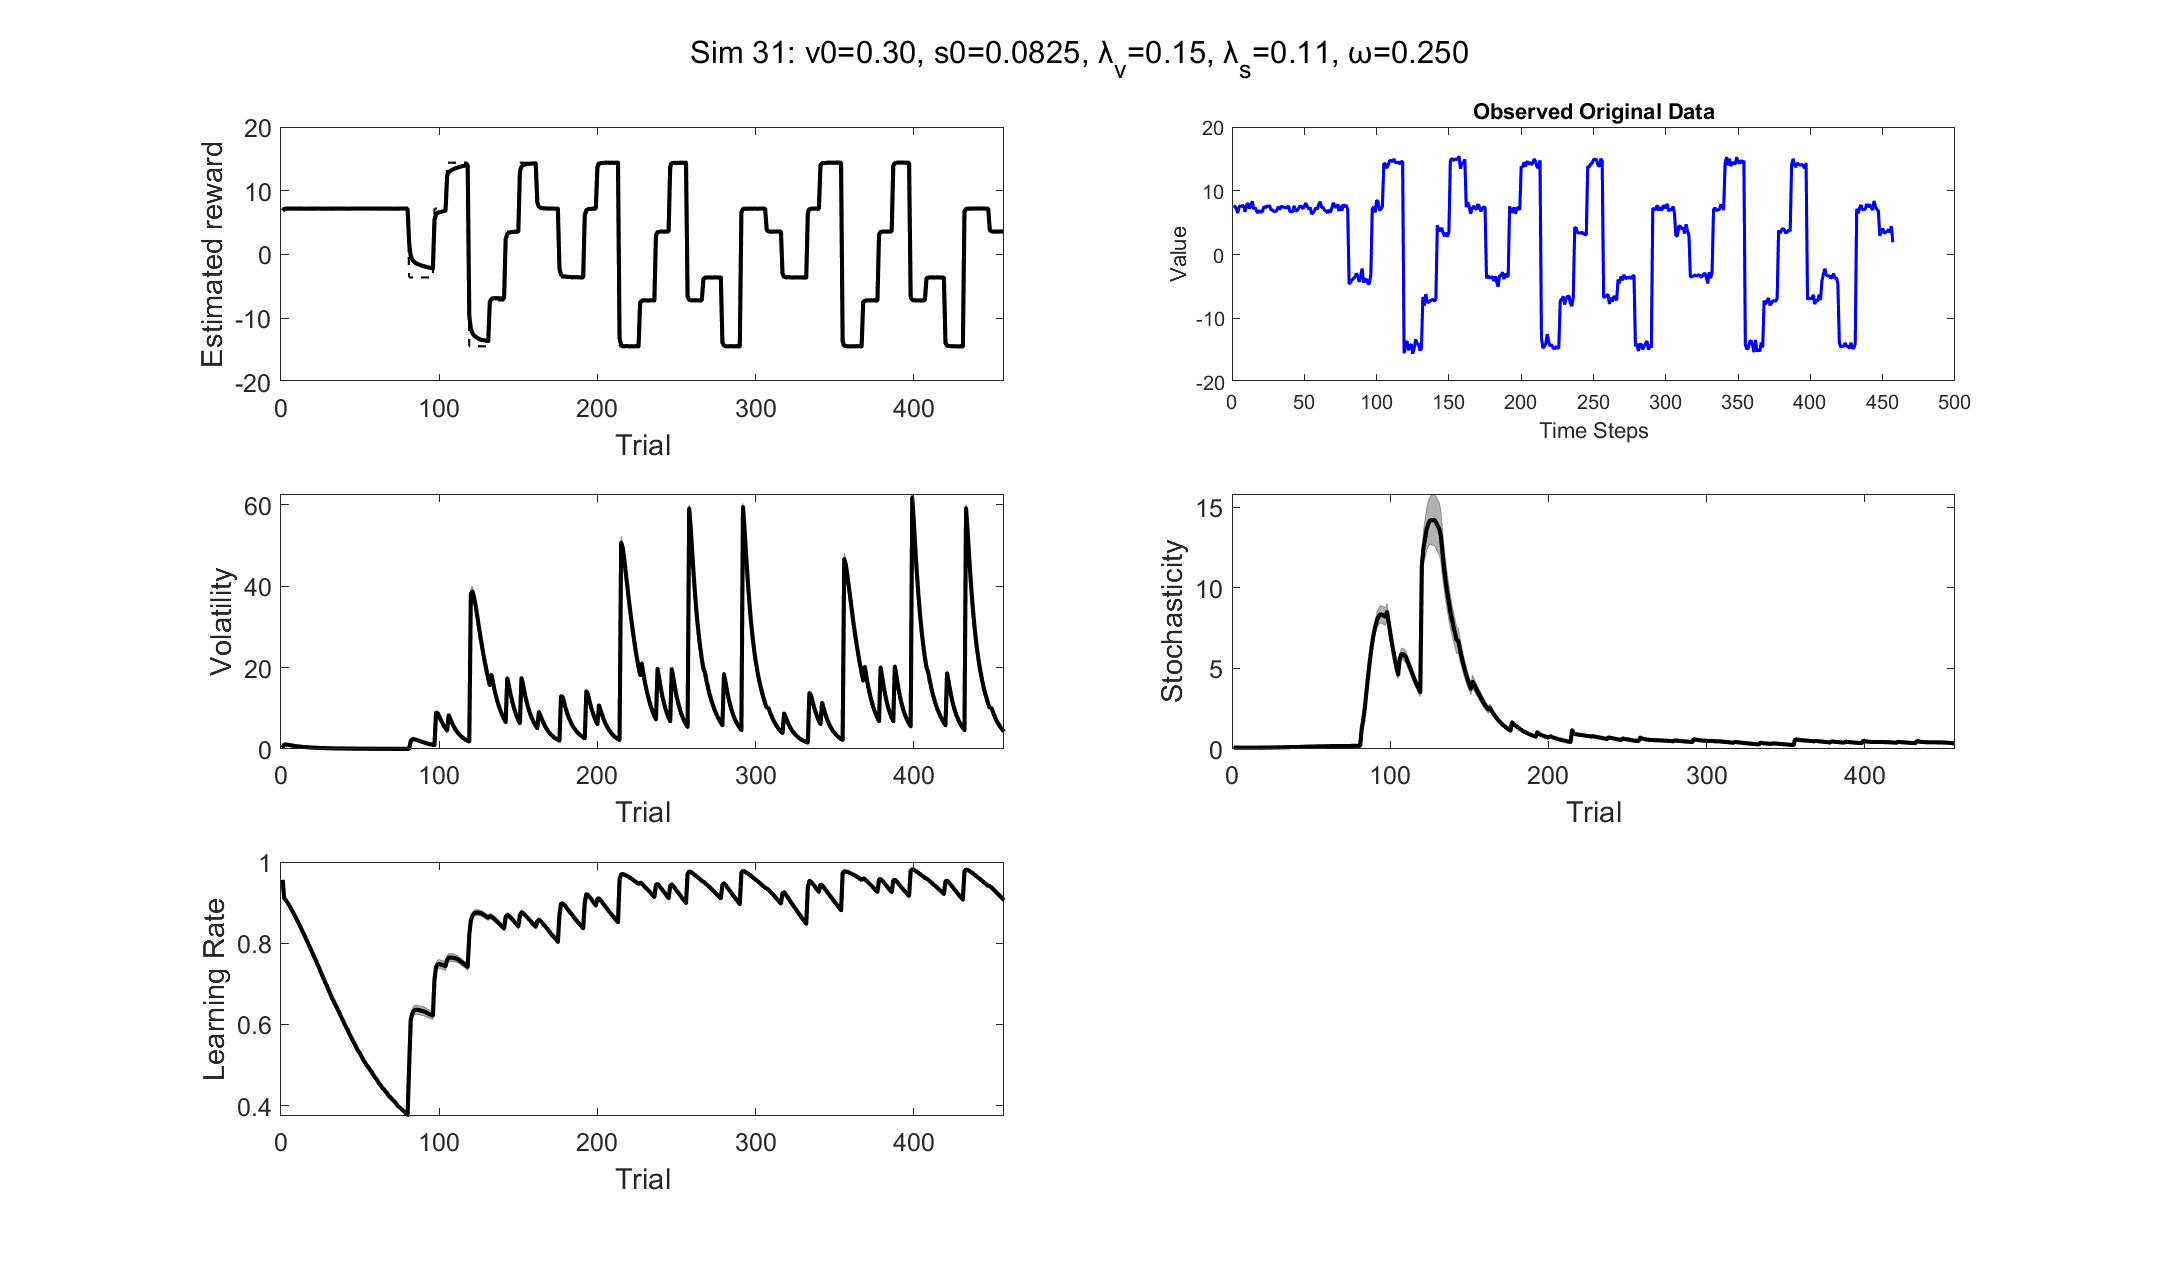 Sim 31: v0=0.30, s0=0.0825, λ_v=0.15, λ_s=0.11, ω=0.250
Estimated reward
20
10
0
-10
-20
0 100 200 300 400
Trial
Observed Original Data
Value
20
10
0
-10
-20
0 50 100 150 200 250 300 350 400 450 500
Time Steps
Volatility
60
40
20
0
0 100 200 300 400
Trial
Stochasticity
15
10
5
0
0 100 200 300 400
Trial
Learning Rate
1
0.8
0.6
0.4
0 100 200 300 400
Trial